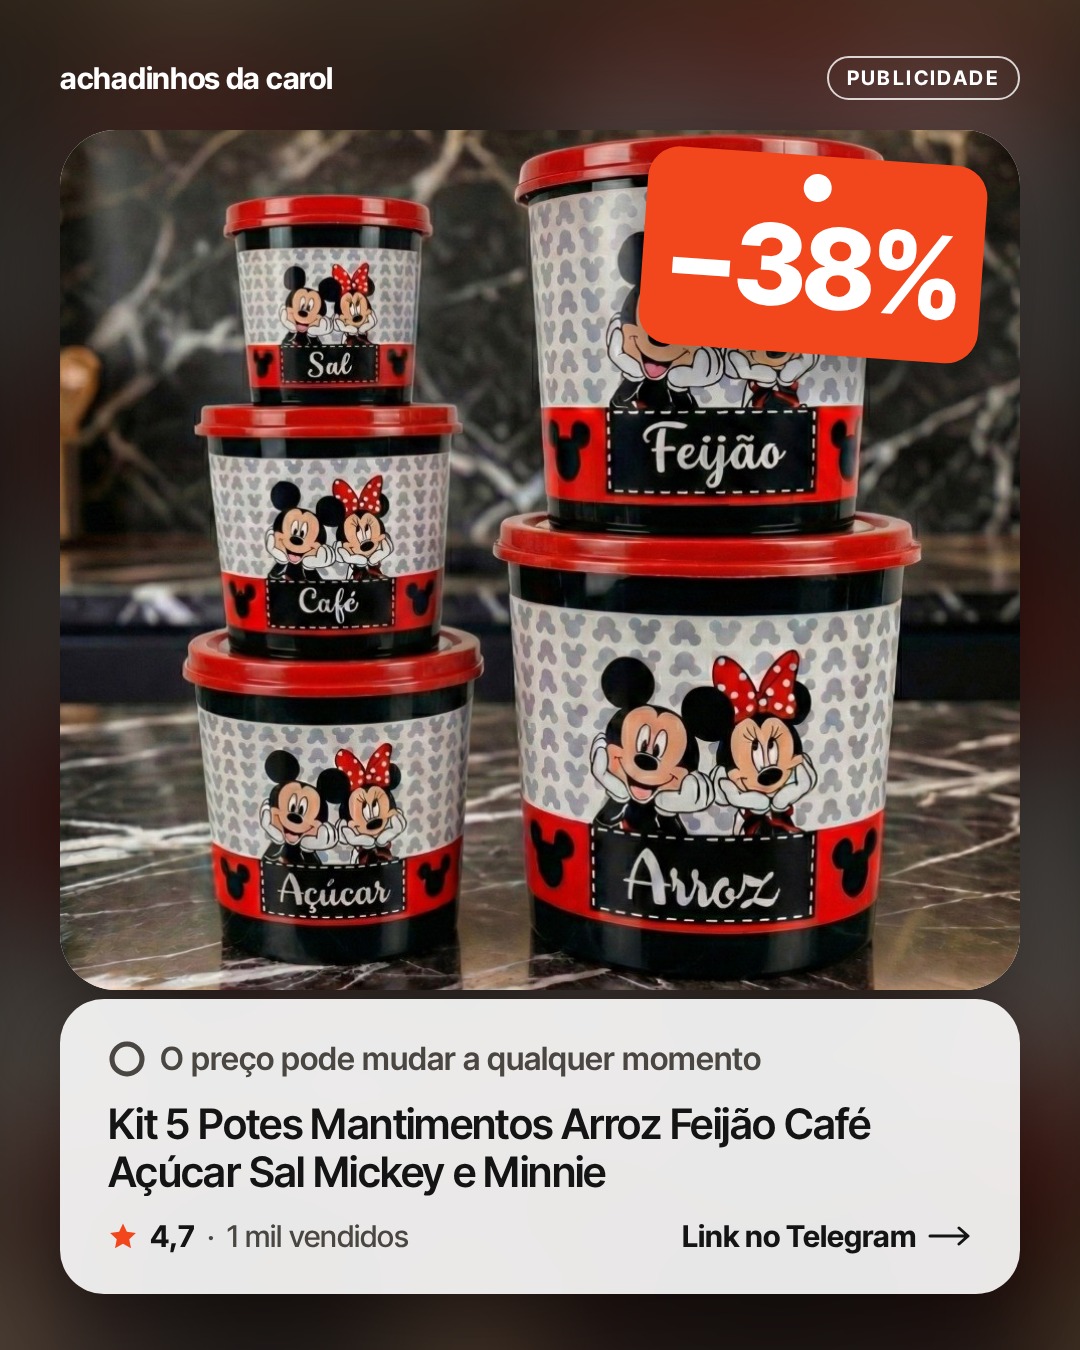 achadinhos da carol
PUBLICIDADE
-38%
Sal
Feijão
Café
Açúcar
Arroz
O preço pode mudar a qualquer momento
Kit 5 Potes Mantimentos Arroz Feijão Café
Açúcar Sal Mickey e Minnie
4,7 · 1 mil vendidos
Link no Telegram →